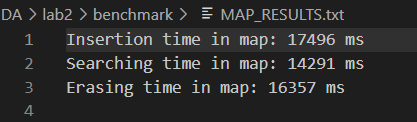 DA > lab2 > benchmark > MAP_RESULTS.txt
1 Insertion time in map: 17496 ms
2 Searching time in map: 14291 ms
3 Erasing time in map: 16357 ms
4